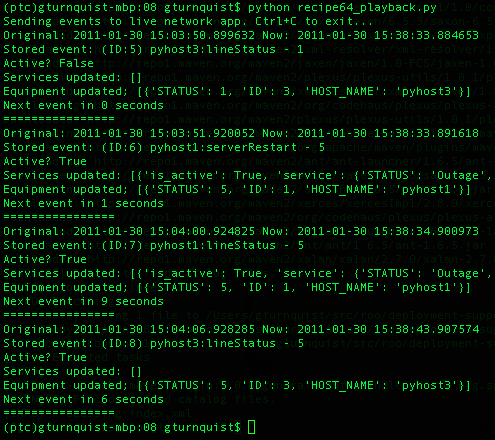 (ptc)gturnquist-mbp:08 gturnquist$ python recipe64_playback.py
Sending events to live network app. Ctrl+C to exit...
Original: 2011-01-30 15:03:50.899632 Now: 2011-01-30 15:38:33.884653
Stored event: (ID:5) pyhost3:lineStatus - 1
Active? False
Services updated: []
Equipment updated; [{'STATUS': 1, 'ID': 3, 'HOST_NAME': 'pyhost3'}]
Next event in 0 seconds
================
Original: 2011-01-30 15:03:51.920052 Now: 2011-01-30 15:38:33.891618
Stored event: (ID:6) pyhost1:serverRestart - 5
Active? True
Services updated: [{'is_active': True, 'service': {'STATUS': 'Outage',
Equipment updated; [{'STATUS': 5, 'ID': 1, 'HOST_NAME': 'pyhost1'}]
Next event in 1 seconds
================
Original: 2011-01-30 15:04:00.924825 Now: 2011-01-30 15:38:34.900973
Stored event: (ID:7) pyhost1:lineStatus - 5
Active? True
Services updated: [{'is_active': True, 'service': {'STATUS': 'Outage',
Equipment updated; [{'STATUS': 5, 'ID': 1, 'HOST_NAME': 'pyhost1'}]
Next event in 9 seconds
================
Original: 2011-01-30 15:04:06.928285 Now: 2011-01-30 15:38:43.907574
Stored event: (ID:8) pyhost3:lineStatus - 5
Active? True
Services updated: []
Equipment updated; [{'STATUS': 5, 'ID': 3, 'HOST_NAME': 'pyhost3'}]
Next event in 6 seconds
================
(ptc)gturnquist-mbp:08 gturnquist$